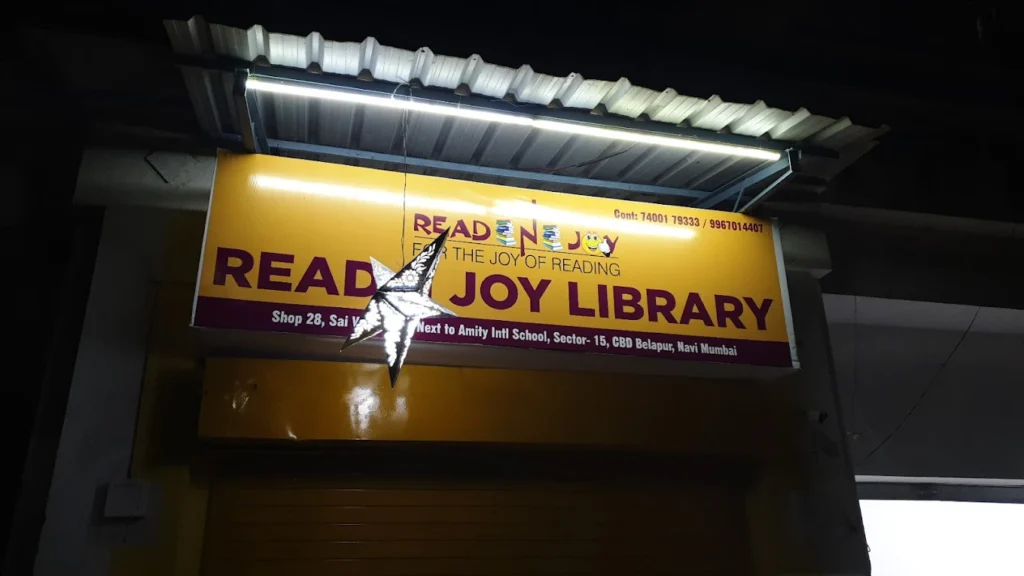 Cont: 74001 79333 / 9967014407
READ N JOY
FOR THE JOY OF READING
READ JOY LIBRARY
Shop 28, Sai Next to Amity Intl School, Sector- 15, CBD Belapur, Navi Mumbai